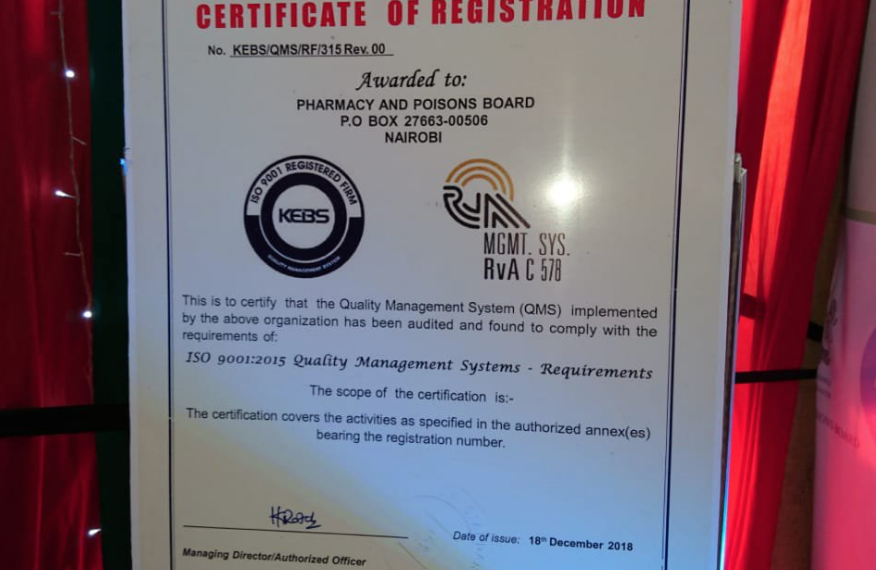 CERTIFICATE OF REGISTRATION
No. KEBS/QMS/RF/315 Rev. 00
Awarded to:
PHARMACY AND POISONS BOARD
P.O BOX 27663-00506
NAIROBI
ISO 9001 REGISTERED FIRM
KEBS
QUALITY MANAGEMENT SYSTEM
RvA
MGMT. SYS.
RvA C 578
This is to certify that the Quality Management System (QMS) implemented
by the above organization has been audited and found to comply with the
requirements of:
ISO 9001:2015 Quality Management Systems - Requirements
The scope of the certification is:-
The certification covers the activities as specified in the authorized annex(es)
bearing the registration number.
Date of issue: 18th December 2018
Managing Director/Authorized Officer